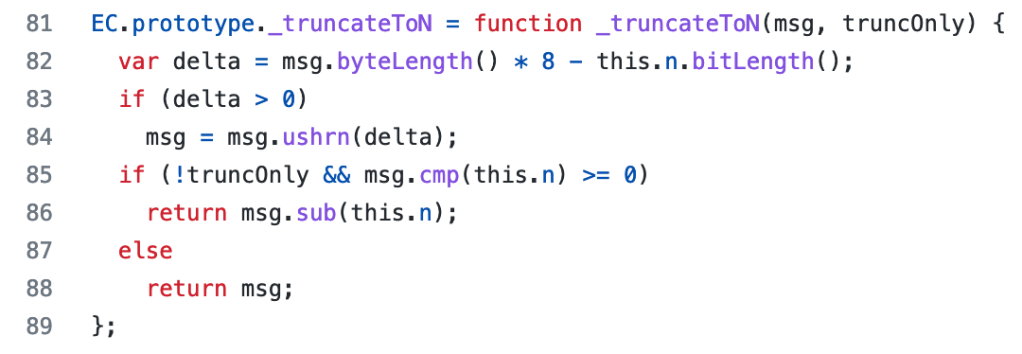 81 EC.prototype._truncateToN = function _truncateToN(msg, truncOnly) {
82   var delta = msg.byteLength() * 8 - this.n.bitLength();
83   if (delta > 0)
84     msg = msg.ushrn(delta);
85   if (!truncOnly && msg.cmp(this.n) >= 0)
86     return msg.sub(this.n);
87   else
88     return msg;
89 };